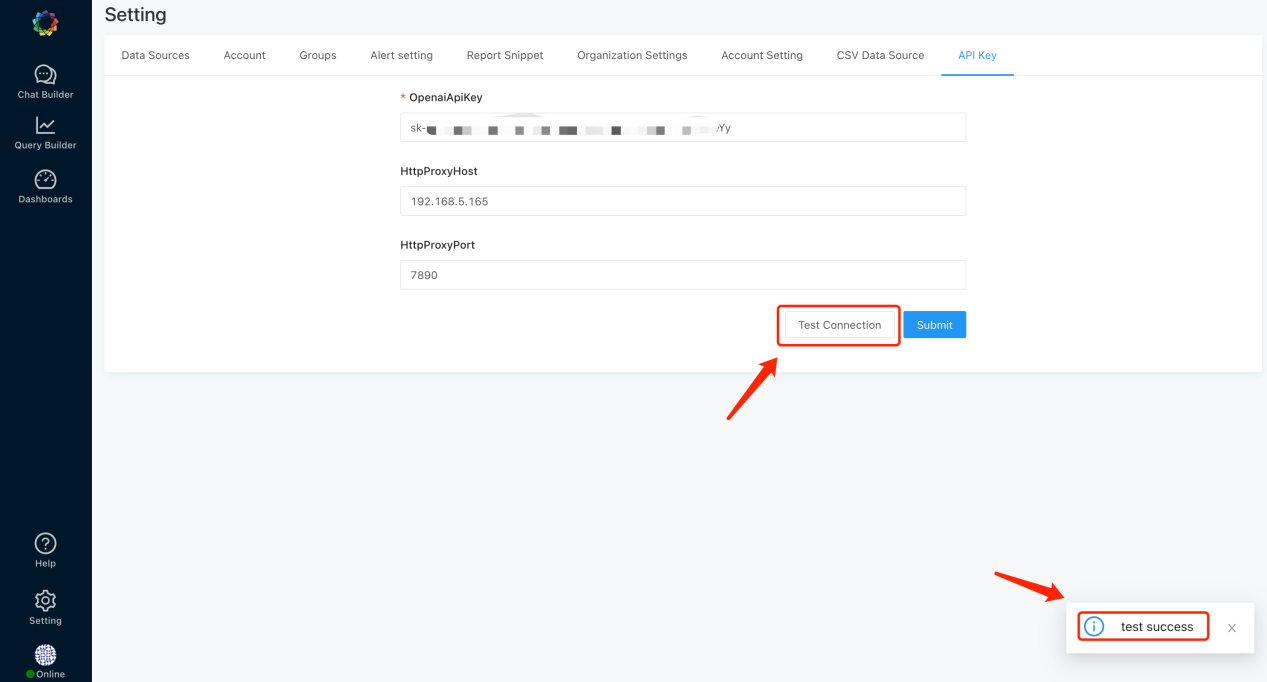 Setting
Data Sources Account Groups Alert setting Report Snippet Organization Settings Account Setting CSV Data Source API Key
Chat Builder
Query Builder
Dashboards
* OpenaiApiKey
sk- Yy
HttpProxyHost
192.168.5.165
HttpProxyPort
7890
Test Connection Submit
Help
Setting
Online
test success X